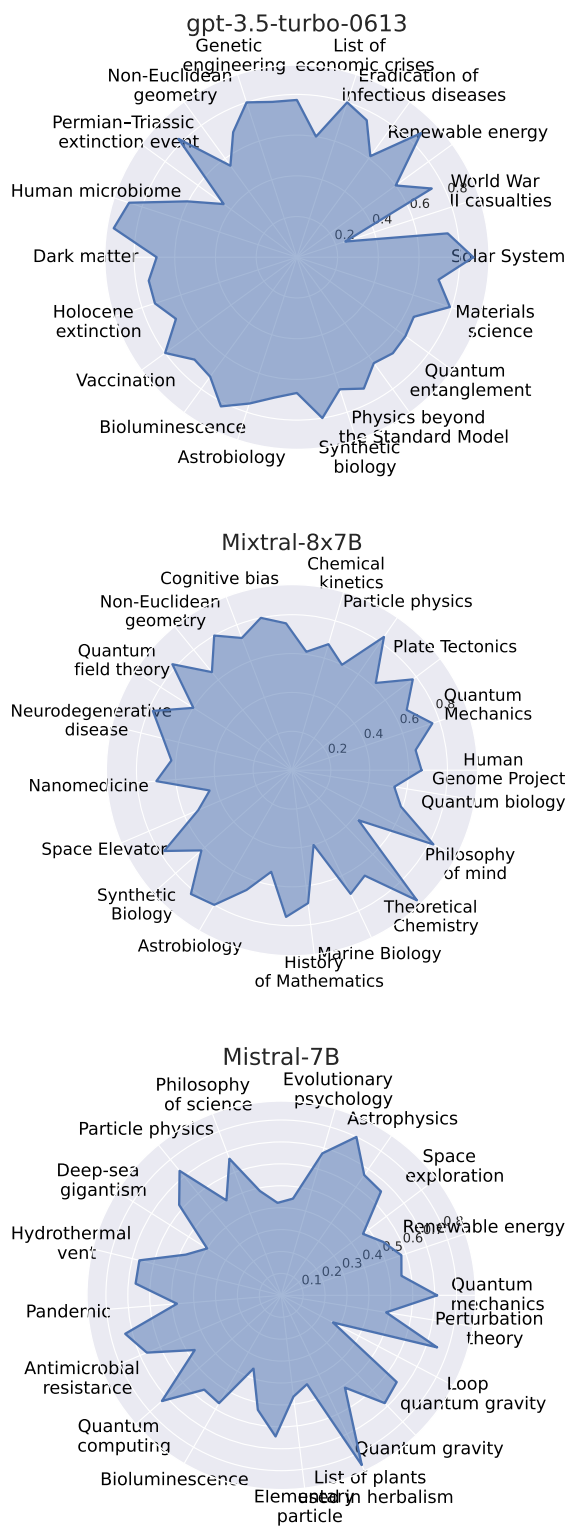 gpt-3.5-turbo-0613
Genetic
engineering
List of
economic crises
Non-Euclidean
geometry
Eradication of
infectious diseases
Permian–Triassic
extinction event
Renewable energy
Human microbiome
World War
II casualties
0.8
0.6
0.4
0.2
Dark matter
Solar System
Holocene
extinction
Materials
science
Vaccination
Quantum
entanglement
Bioluminescence
Physics beyond
the Standard Model
Astrobiology
Synthetic
biology
Mixtral-8x7B
Cognitive bias
Chemical
kinetics
Non-Euclidean
geometry
Particle physics
Quantum
field theory
Plate Tectonics
Neurodegenerative
disease
Quantum
Mechanics
0.8
0.6
0.4
0.2
Nanomedicine
Human
Genome Project
Quantum biology
Space Elevator
Philosophy
of mind
Synthetic
Biology
Theoretical
Chemistry
Astrobiology
Marine Biology
History
of Mathematics
Mistral-7B
Philosophy
of science
Evolutionary
psychology
Particle physics
Astrophysics
Deep-sea
gigantism
Space
exploration
Hydrothermal
vent
Renewable energy
0.8
0.7
0.6
0.5
0.4
0.3
0.2
0.1
Pandemic
Quantum
mechanics
Perturbation
theory
Antimicrobial
resistance
Loop
quantum gravity
Quantum
computing
Quantum gravity
Bioluminescence
List of plants
used in herbalism
Elementary
particle